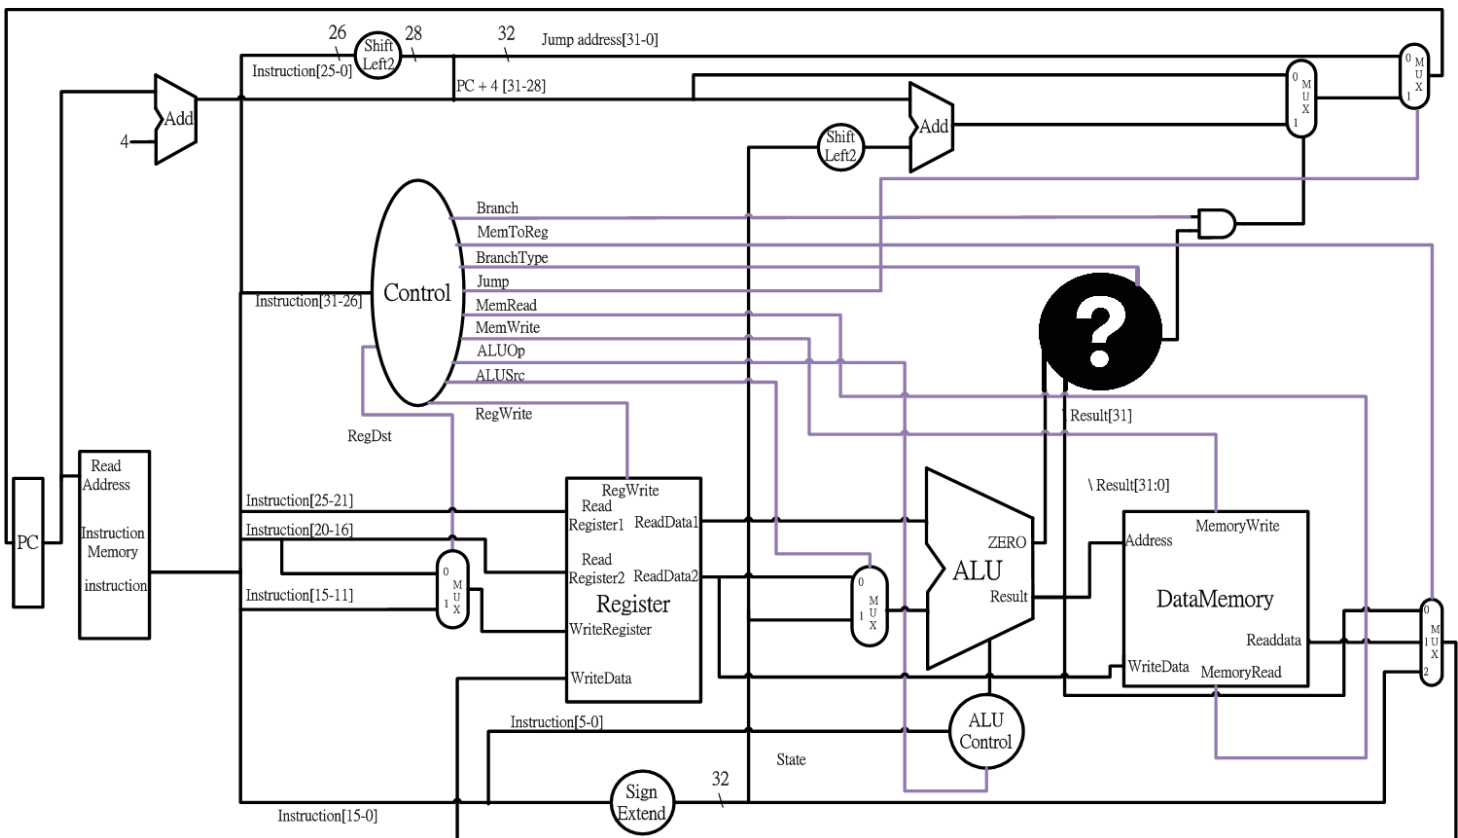 26
28
32
Jump address[31-0]
Shift
Left2
Instruction[25-0]
PC + 4 [31-28]
0
M
U
X
1
0
M
U
X
1
Add
4
Add
Shift
Left2
Branch
MemToReg
BranchType
Jump
MemRead
MemWrite
ALUOp
ALUSrc
RegWrite
RegDst
Control
Instruction[31-26]
?
Result[31]
\ Result[31:0]
PC
Read
Address
Instruction
Memory
instruction
Instruction[25-21]
Instruction[20-16]
Instruction[15-11]
0
M
U
X
1
RegWrite
Read
Register1
ReadData1
Read
Register2
ReadData2
Register
WriteRegister
WriteData
0
M
U
X
1
ZERO
ALU
Result
MemoryWrite
Address
DataMemory
Readdata
WriteData
MemoryRead
0
M
U
X
1
2
Instruction[5-0]
ALU
Control
State
Sign
Extend
32
Instruction[15-0]